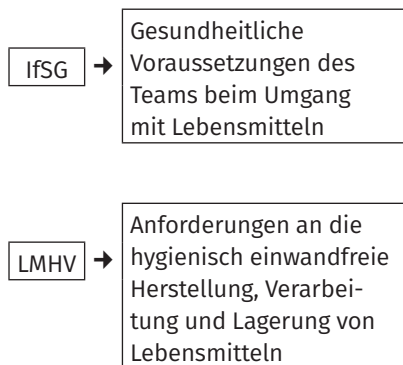 IfSG
Gesundheitliche
Voraussetzungen des
Teams beim Umgang
mit Lebensmitteln
LMHV
Anforderungen an die
hygienisch einwandfreie
Herstellung, Verarbei-
tung und Lagerung von
Lebensmitteln